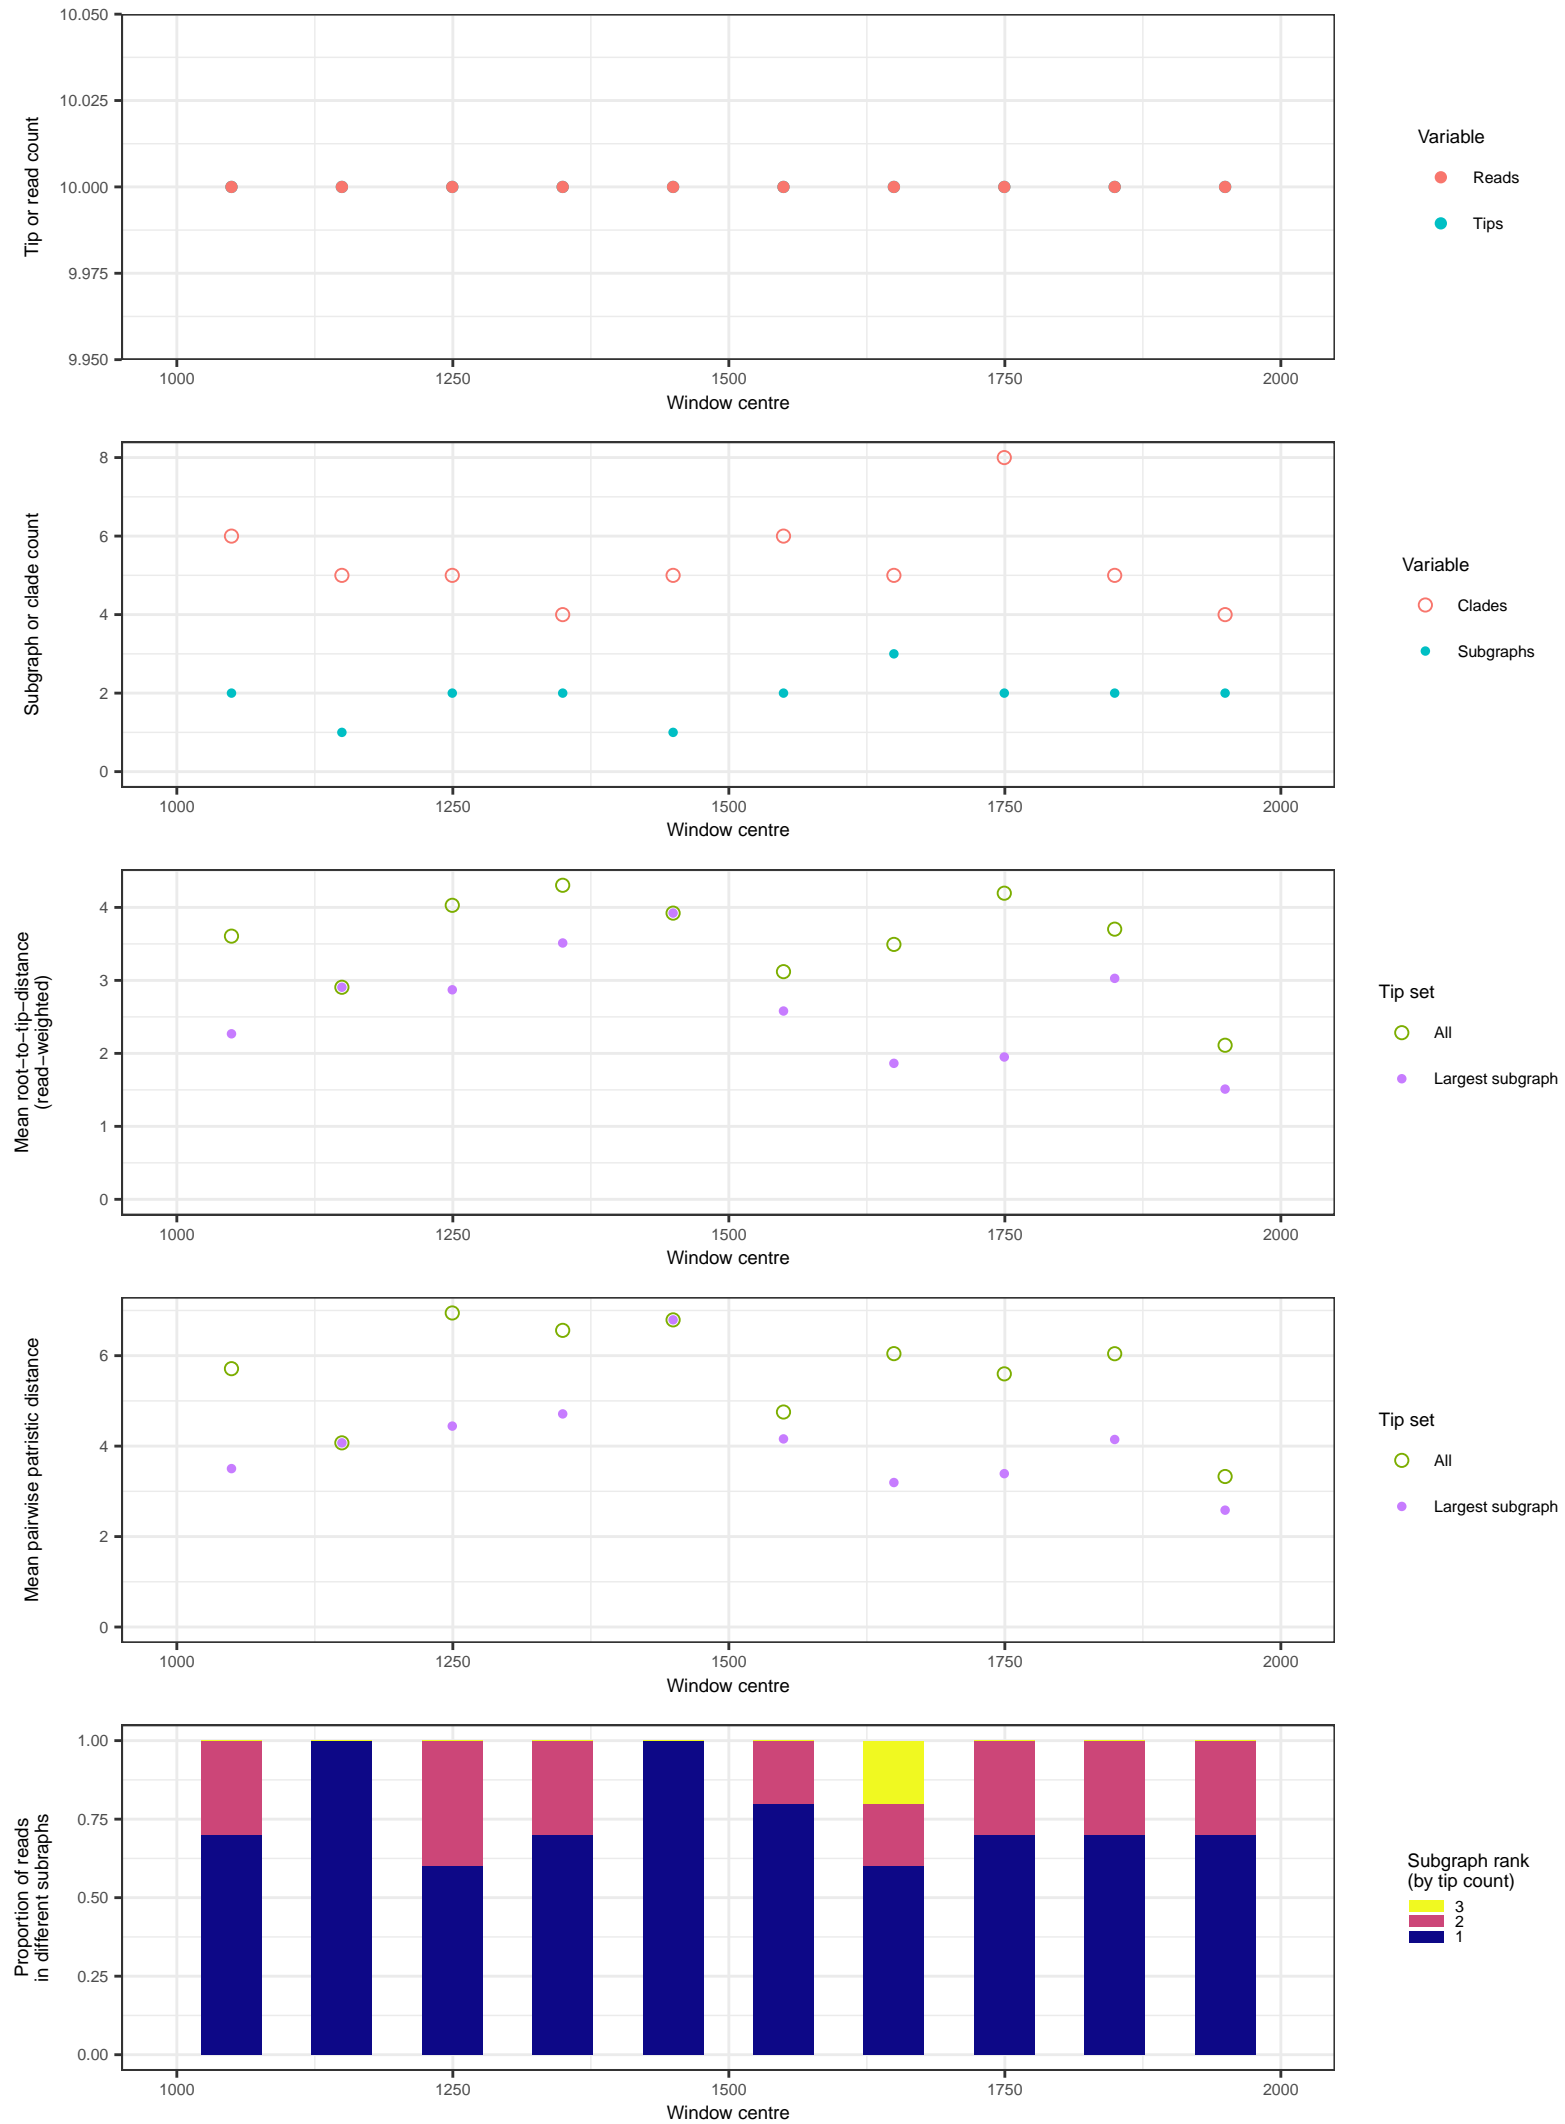 10.050
10.025
10.000
9.975
9.950
Tip or read count
1000 1250 1500 1750 2000
Window centre
Variable
Reads
Tips
8
6
4
2
0
Subgraph or clade count
1000 1250 1500 1750 2000
Window centre
Variable
Clades
Subgraphs
4
3
2
1
0
Mean root−to−tip−distance
(read−weighted)
1000 1250 1500 1750 2000
Window centre
Tip set
All
Largest subgraph
6
4
2
0
Mean pairwise patristic distance
1000 1250 1500 1750 2000
Window centre
Tip set
All
Largest subgraph
1.00
0.75
0.50
0.25
0.00
Proportion of reads
in different subraphs
1000 1250 1500 1750 2000
Window centre
Subgraph rank
(by tip count)
3
2
1